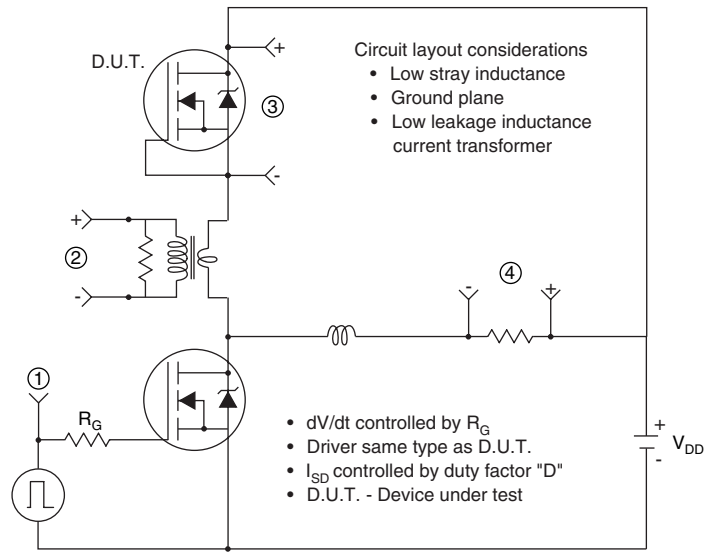 D.U.T.
+
③
-
Circuit layout considerations
• Low stray inductance
• Ground plane
• Low leakage inductance
current transformer
+
②
-
④
- +
①
R_G
• dV/dt controlled by R_G
• Driver same type as D.U.T.
• I_SD controlled by duty factor "D"
• D.U.T. - Device under test
+
V_DD
-